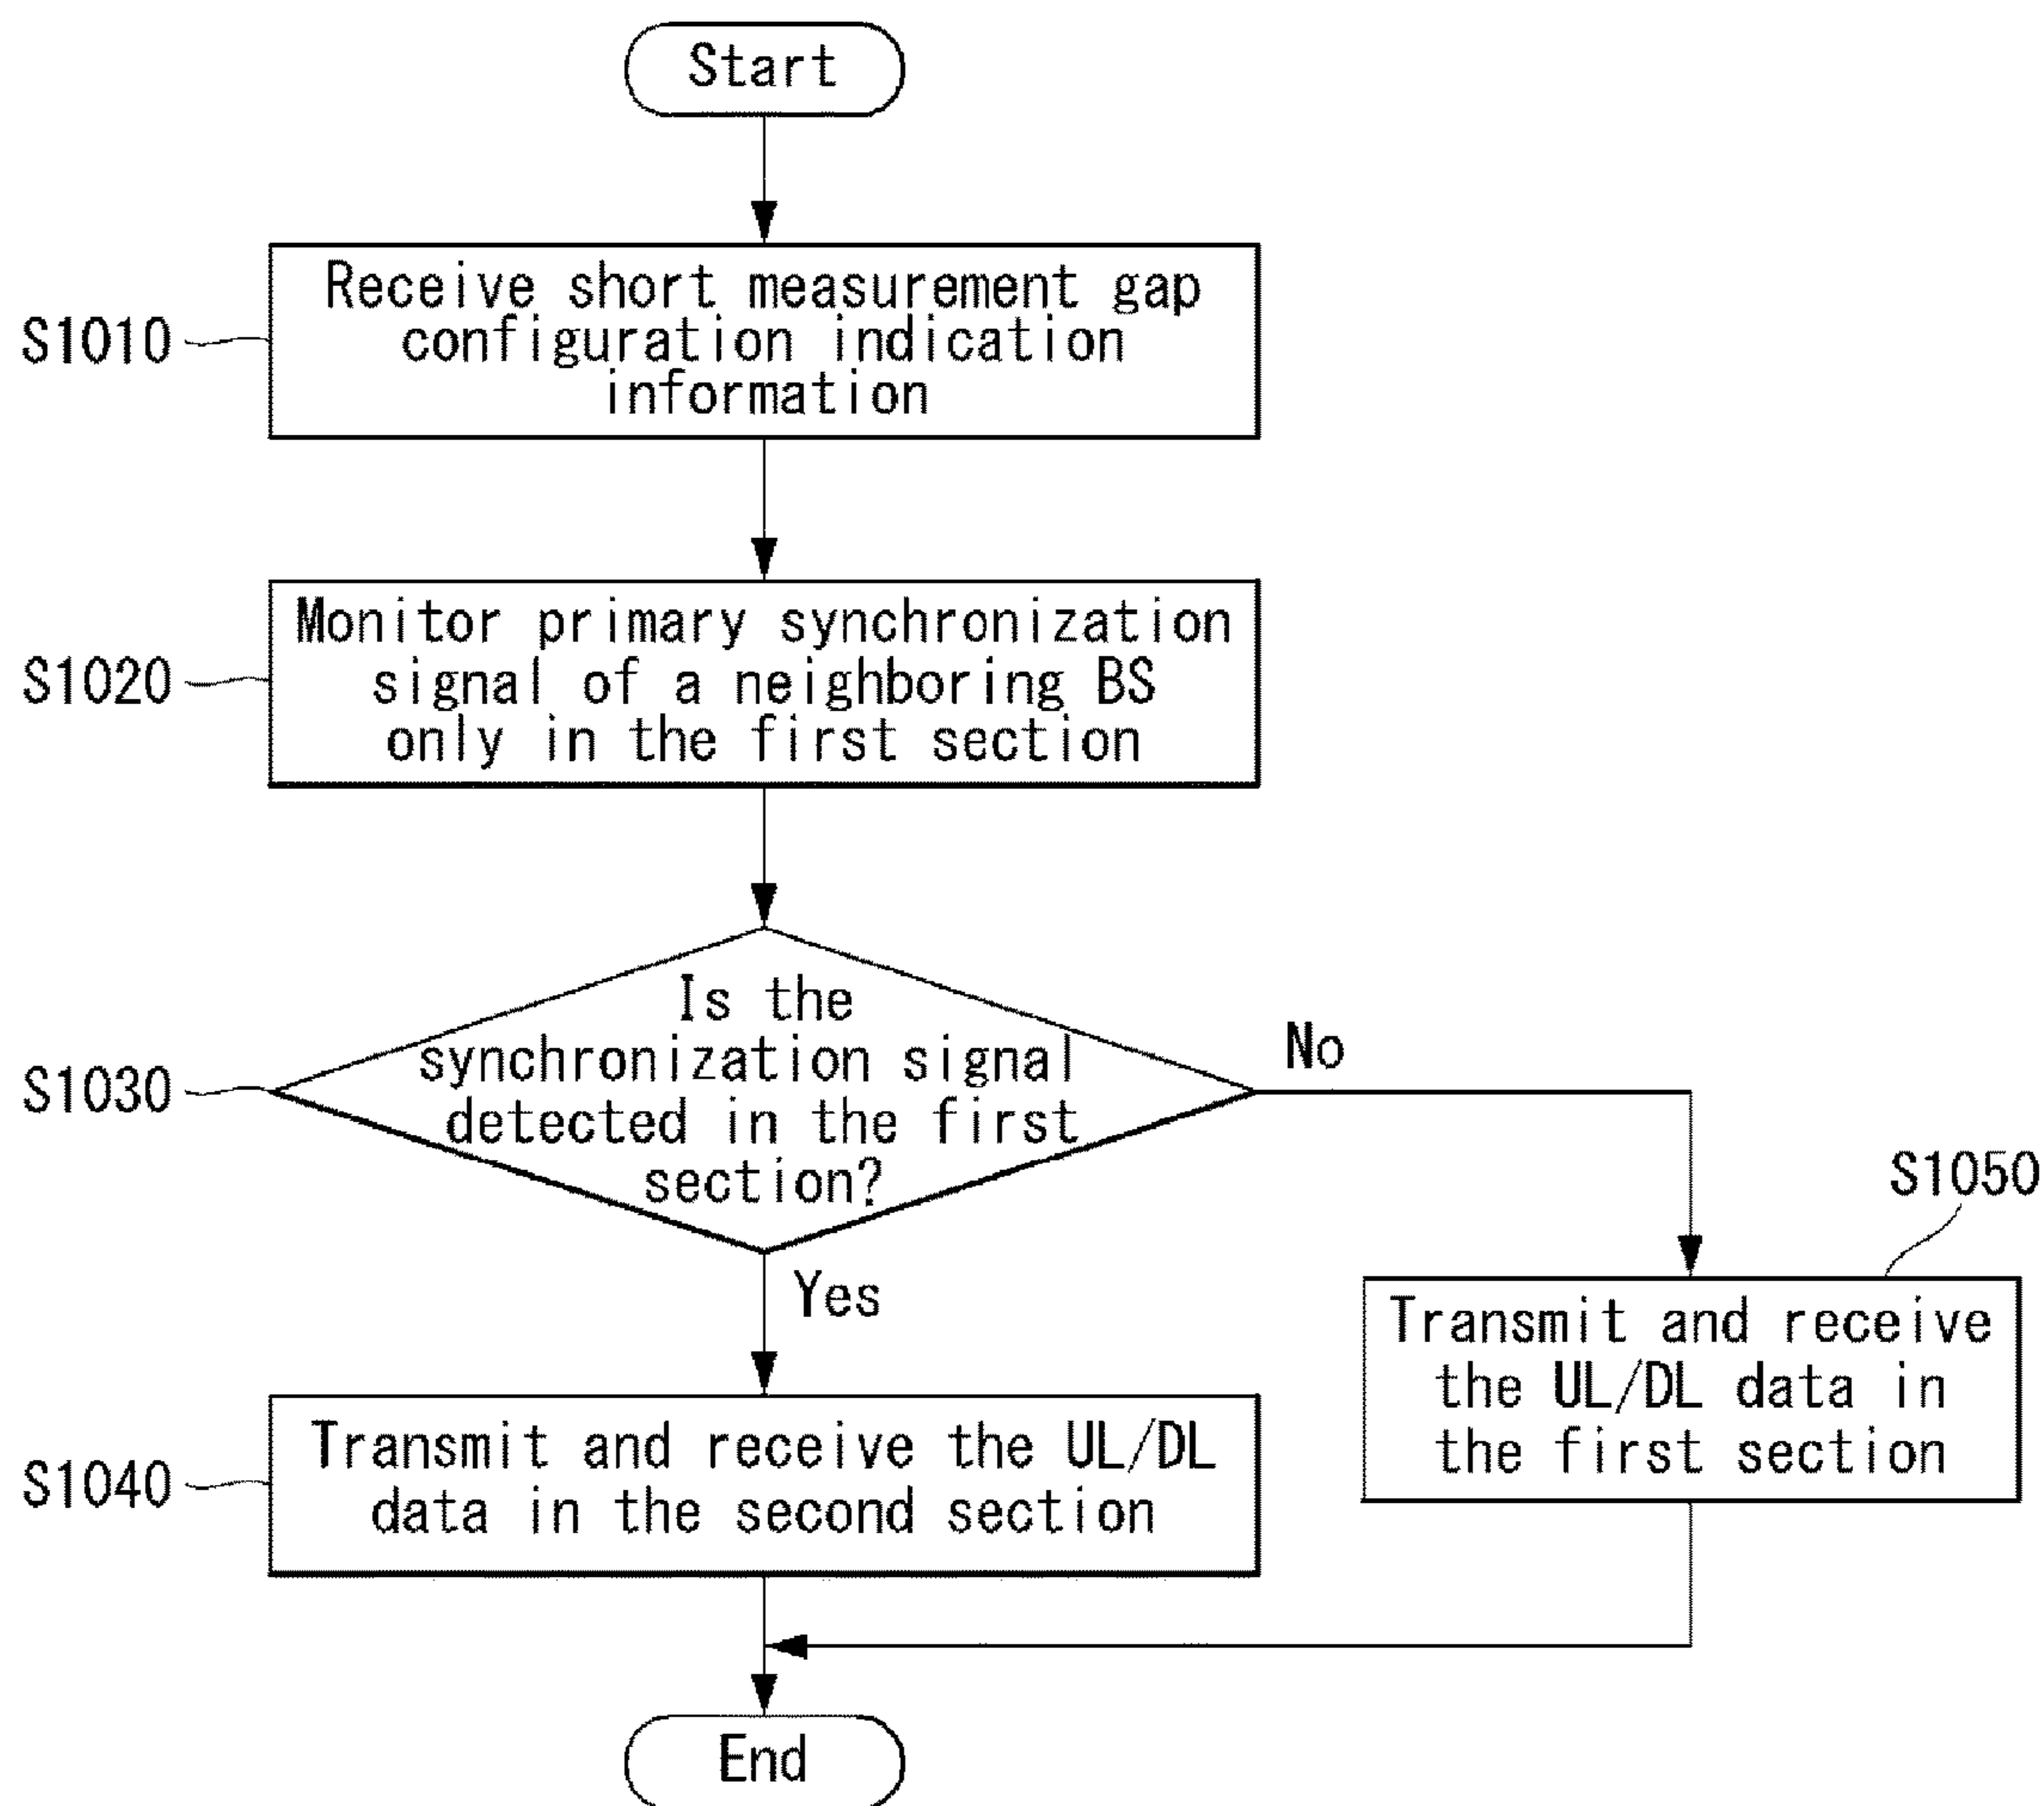 Start
S1010
Receive short measurement gap
configuration indication
information
S1020
Monitor primary synchronization
signal of a neighboring BS
only in the first section
S1030
Is the
synchronization signal
detected in the first
section?
No
Yes
S1050
Transmit and receive
the UL/DL data in
the first section
S1040
Transmit and receive the UL/DL
data in the second section
End